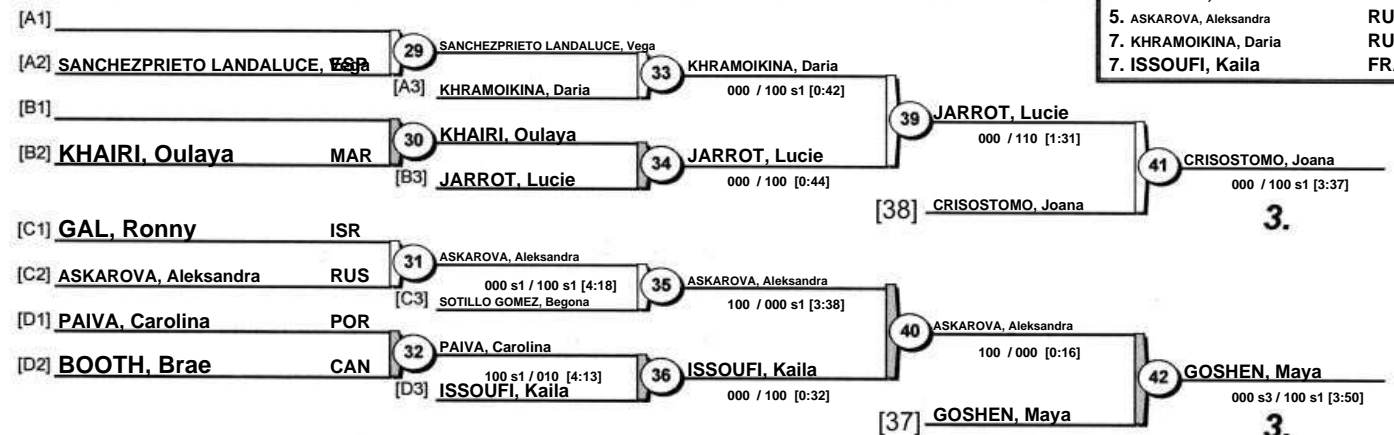 5. ASKAROVA, Aleksandra RU
7. KHRAMOIKINA, Daria RU
7. ISSOUFI, Kaila FRA
[A1]
[A2] SANCHEZPRIETO LANDALUCE, Vega ESP
29 SANCHEZPRIETO LANDALUCE, Vega
[A3] KHRAMOIKINA, Daria
33 KHRAMOIKINA, Daria
000 / 100 s1 [0:42]
[B1]
[B2] KHAIRI, Oulaya MAR
30 KHAIRI, Oulaya
[B3] JARROT, Lucie
34 JARROT, Lucie
000 / 100 [0:44]
39 JARROT, Lucie
000 / 110 [1:31]
[38] CRISOSTOMO, Joana
41 CRISOSTOMO, Joana
000 / 100 s1 [3:37]
3.
[C1] GAL, Ronny ISR
[C2] ASKAROVA, Aleksandra RUS
31 ASKAROVA, Aleksandra
000 s1 / 100 s1 [4:18]
[C3] SOTILLO GOMEZ, Begona
35 ASKAROVA, Aleksandra
100 / 000 s1 [3:38]
[D1] PAIVA, Carolina POR
[D2] BOOTH, Brae CAN
32 PAIVA, Carolina
100 s1 / 010 [4:13]
[D3] ISSOUFI, Kaila
36 ISSOUFI, Kaila
000 / 100 [0:32]
40 ASKAROVA, Aleksandra
100 / 000 [0:16]
[37] GOSHEN, Maya
42 GOSHEN, Maya
000 s3 / 100 s1 [3:50]
3.